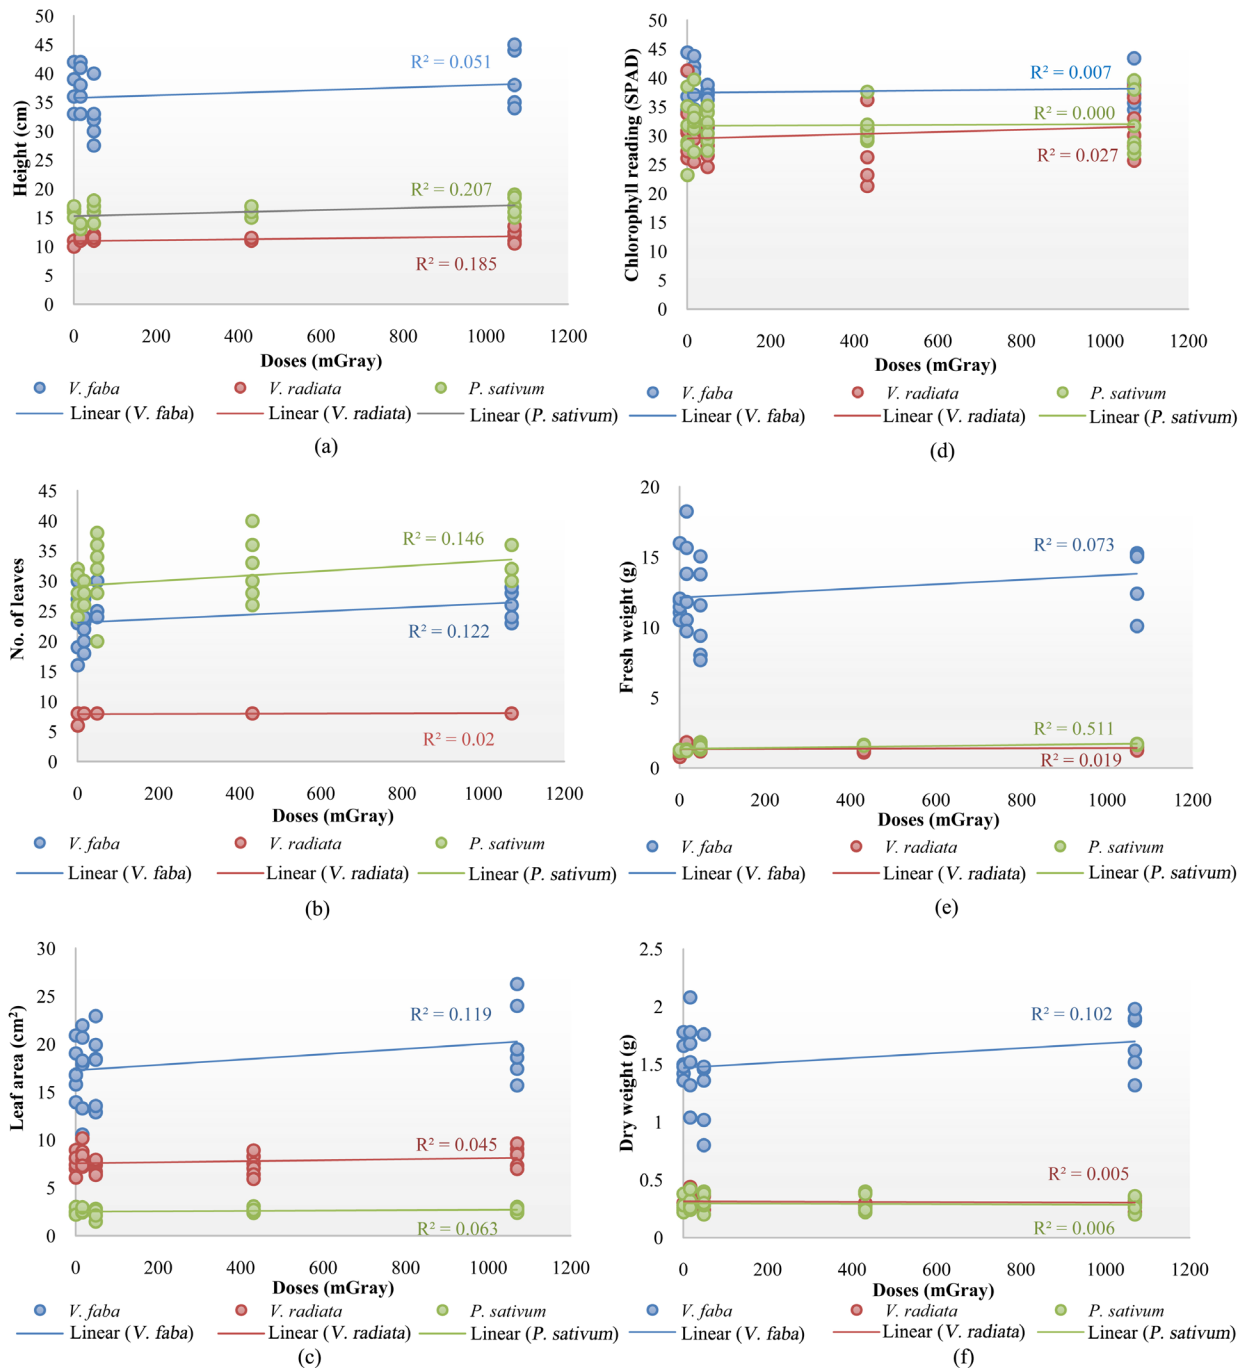 50
45
40
35
30
25
20
15
10
5
0
Height (cm)
R² = 0.051
R² = 0.207
R² = 0.185
0 200 400 600 800 1000 1200
Doses (mGray)
V. faba V. radiata P. sativum
Linear (V. faba) Linear (V. radiata) Linear (P. sativum)
(a)
50
45
40
35
30
25
20
15
10
5
0
Chlorophyll reading (SPAD)
R² = 0.007
R² = 0.000
R² = 0.027
0 200 400 600 800 1000 1200
Doses (mGray)
V. faba V. radiata P. sativum
Linear (V. faba) Linear (V. radiata) Linear (P. sativum)
(d)
45
40
35
30
25
20
15
10
5
0
No. of leaves
R² = 0.146
R² = 0.122
R² = 0.02
0 200 400 600 800 1000 1200
Doses (mGray)
V. faba V. radiata P. sativum
Linear (V. faba) Linear (V. radiata) Linear (P. sativum)
(b)
20
15
10
5
0
Fresh weight (g)
R² = 0.073
R² = 0.511
R² = 0.019
0 200 400 600 800 1000 1200
Doses (mGray)
V. faba V. radiata P. sativum
Linear (V. faba) Linear (V. radiata) Linear (P. sativum)
(e)
30
25
20
15
10
5
0
Leaf area (cm²)
R² = 0.119
R² = 0.045
R² = 0.063
0 200 400 600 800 1000 1200
Doses (mGray)
V. faba V. radiata P. sativum
Linear (V. faba) Linear (V. radiata) Linear (P. sativum)
(c)
2.5
2
1.5
1
0.5
0
Dry weight (g)
R² = 0.102
R² = 0.005
R² = 0.006
0 200 400 600 800 1000 1200
Doses (mGray)
V. faba V. radiata P. sativum
Linear (V. faba) Linear (V. radiata) Linear (P. sativum)
(f)